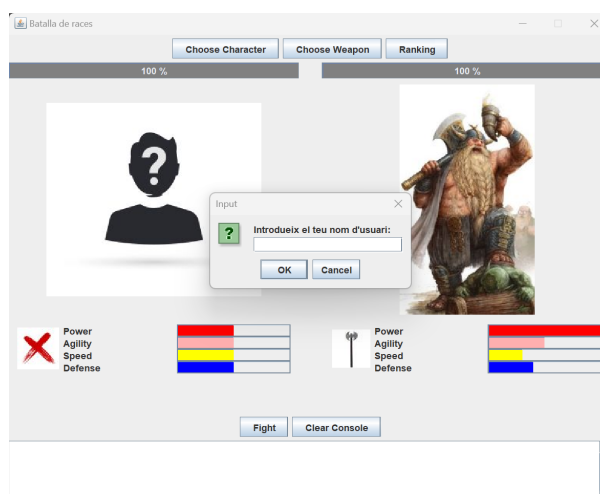 Batalla de races
Choose Character Choose Weapon Ranking
100 % 100 %
?
Input
? Introdueix el teu nom d'usuari:
OK Cancel
Power Power
Agility Agility
Speed Speed
Defense Defense
Fight Clear Console